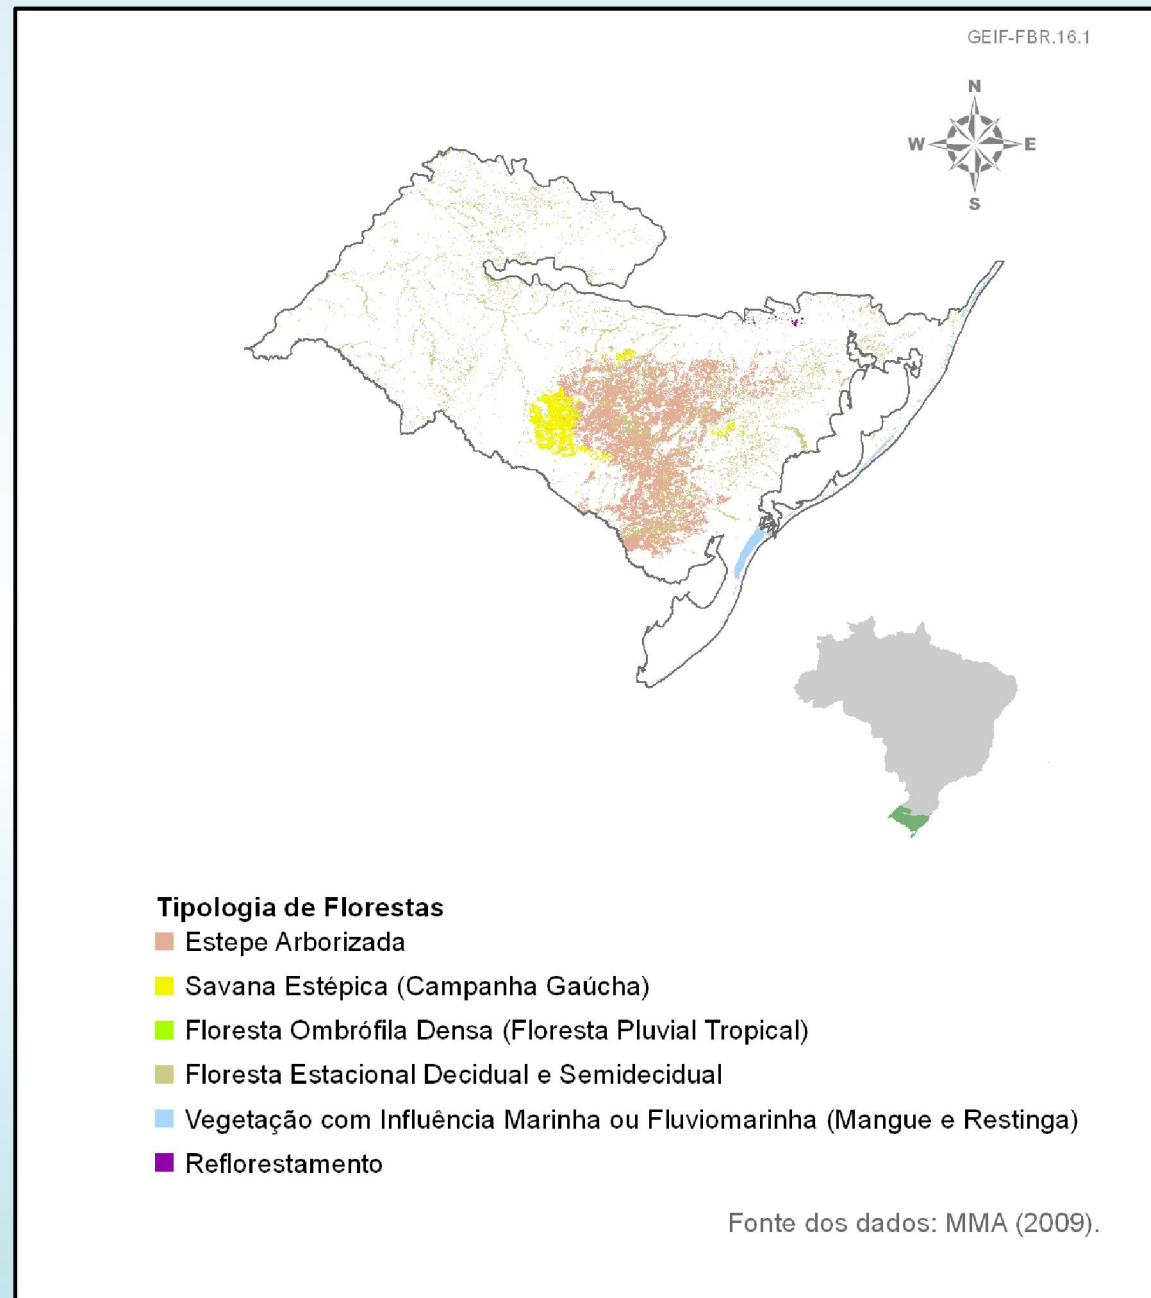 GEIF-FBR.16.1
N
W
E
S
Tipologia de Florestas
Estepe Arborizada
Savana Estépica (Campanha Gaúcha)
Floresta Ombrófila Densa (Floresta Pluvial Tropical)
Floresta Estacional Decidual e Semidecidual
Vegetação com Influência Marinha ou Fluviomarinha (Mangue e Restinga)
Reflorestamento
Fonte dos dados: MMA (2009).